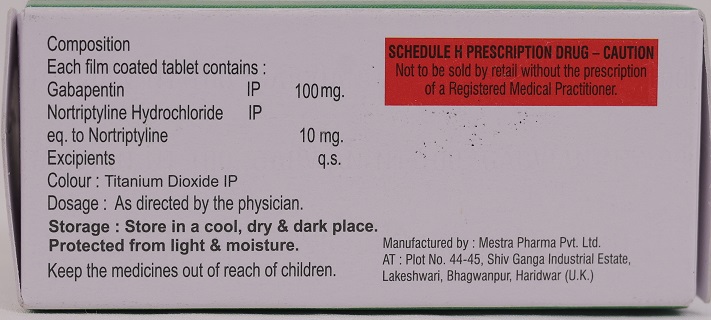 Composition
Each film coated tablet contains :
Gabapentin IP 100mg.
Nortriptyline Hydrochloride IP
eq. to Nortriptyline 10 mg.
Excipients q.s.
Colour : Titanium Dioxide IP
Dosage : As directed by the physician.
Storage : Store in a cool, dry & dark place.
Protected from light & moisture.
Keep the medicines out of reach of children.
SCHEDULE H PRESCRIPTION DRUG – CAUTION
Not to be sold by retail without the prescription
of a Registered Medical Practitioner.
Manufactured by : Mestra Pharma Pvt. Ltd.
AT : Plot No. 44-45, Shiv Ganga Industrial Estate,
Lakeshwari, Bhagwanpur, Haridwar (U.K.)